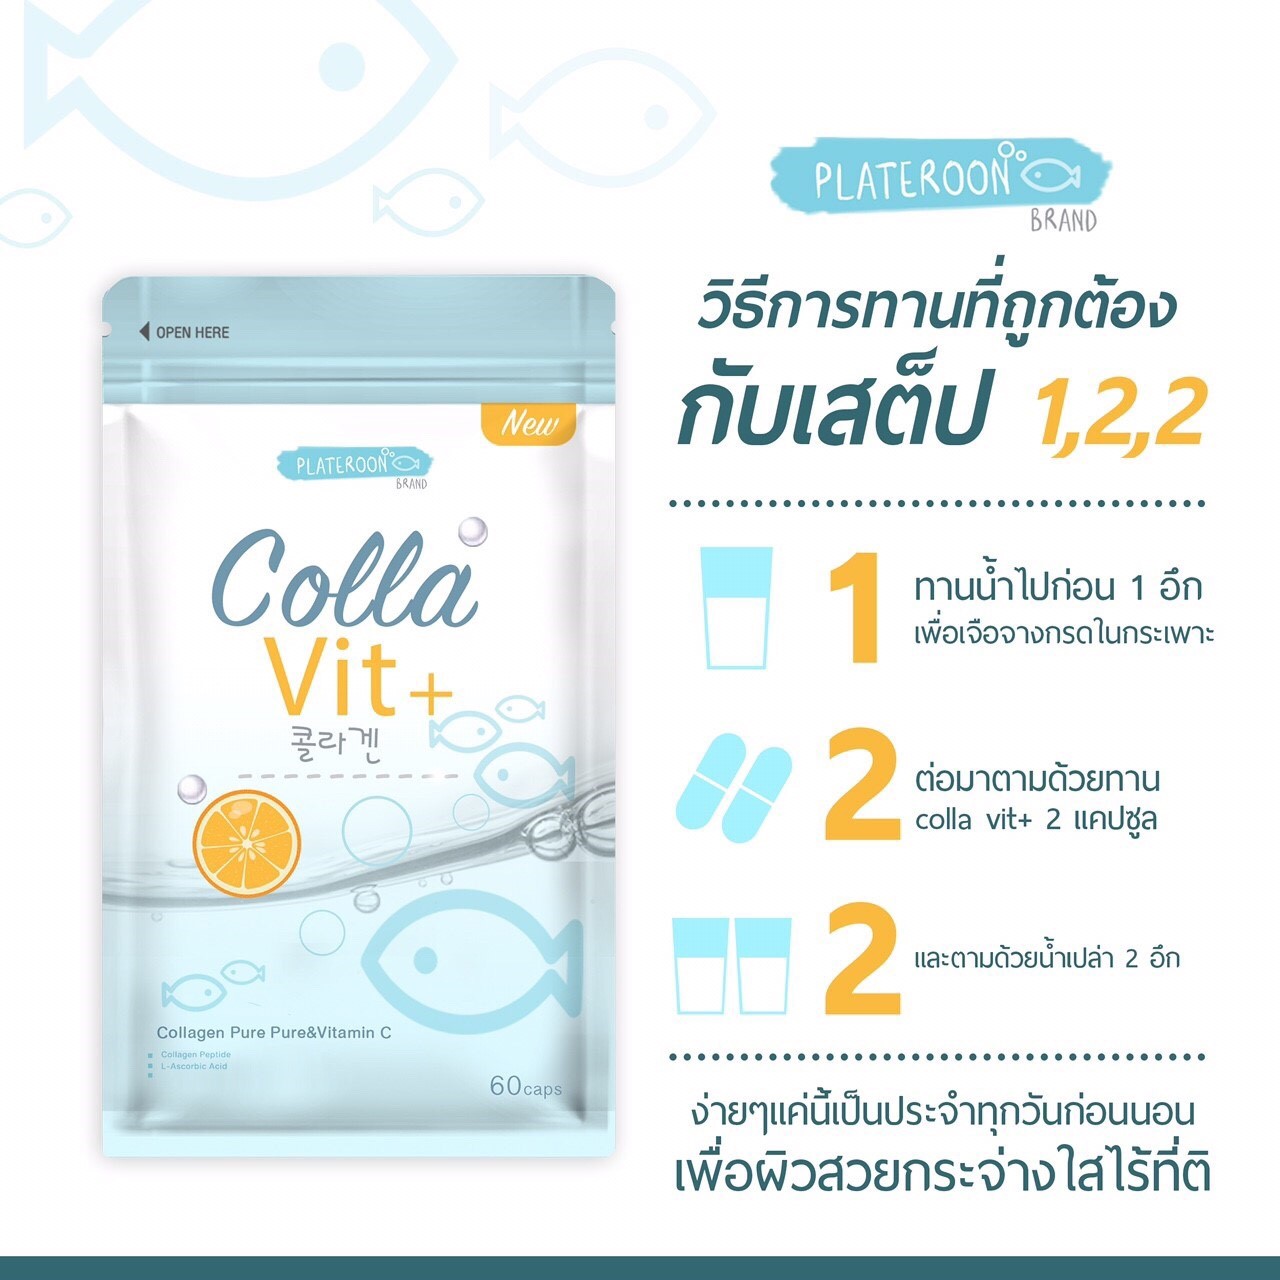 PLATEROON
BRAND
วิธีการทานที่ถูกต้อง
กับเสต็ป 1,2,2
OPEN HERE
New
PLATEROON
BRAND
Colla
Vit+
콜라겐
Collagen Pure Pure&Vitamin C
Collagen Peptide
L-Ascorbic Acid
60caps
1 ทานน้ำไปก่อน 1 อึก
เพื่อเจือจางกรดในกระเพาะ
2 ต่อมาตามด้วยทาน
colla vit+ 2 แคปซูล
2 และตามด้วยน้ำเปล่า 2 อึก
ง่ายๆแค่นี้เป็นประจำทุกวันก่อนนอน
เพื่อผิวสวยกระจ่างใสไร้ที่ติ